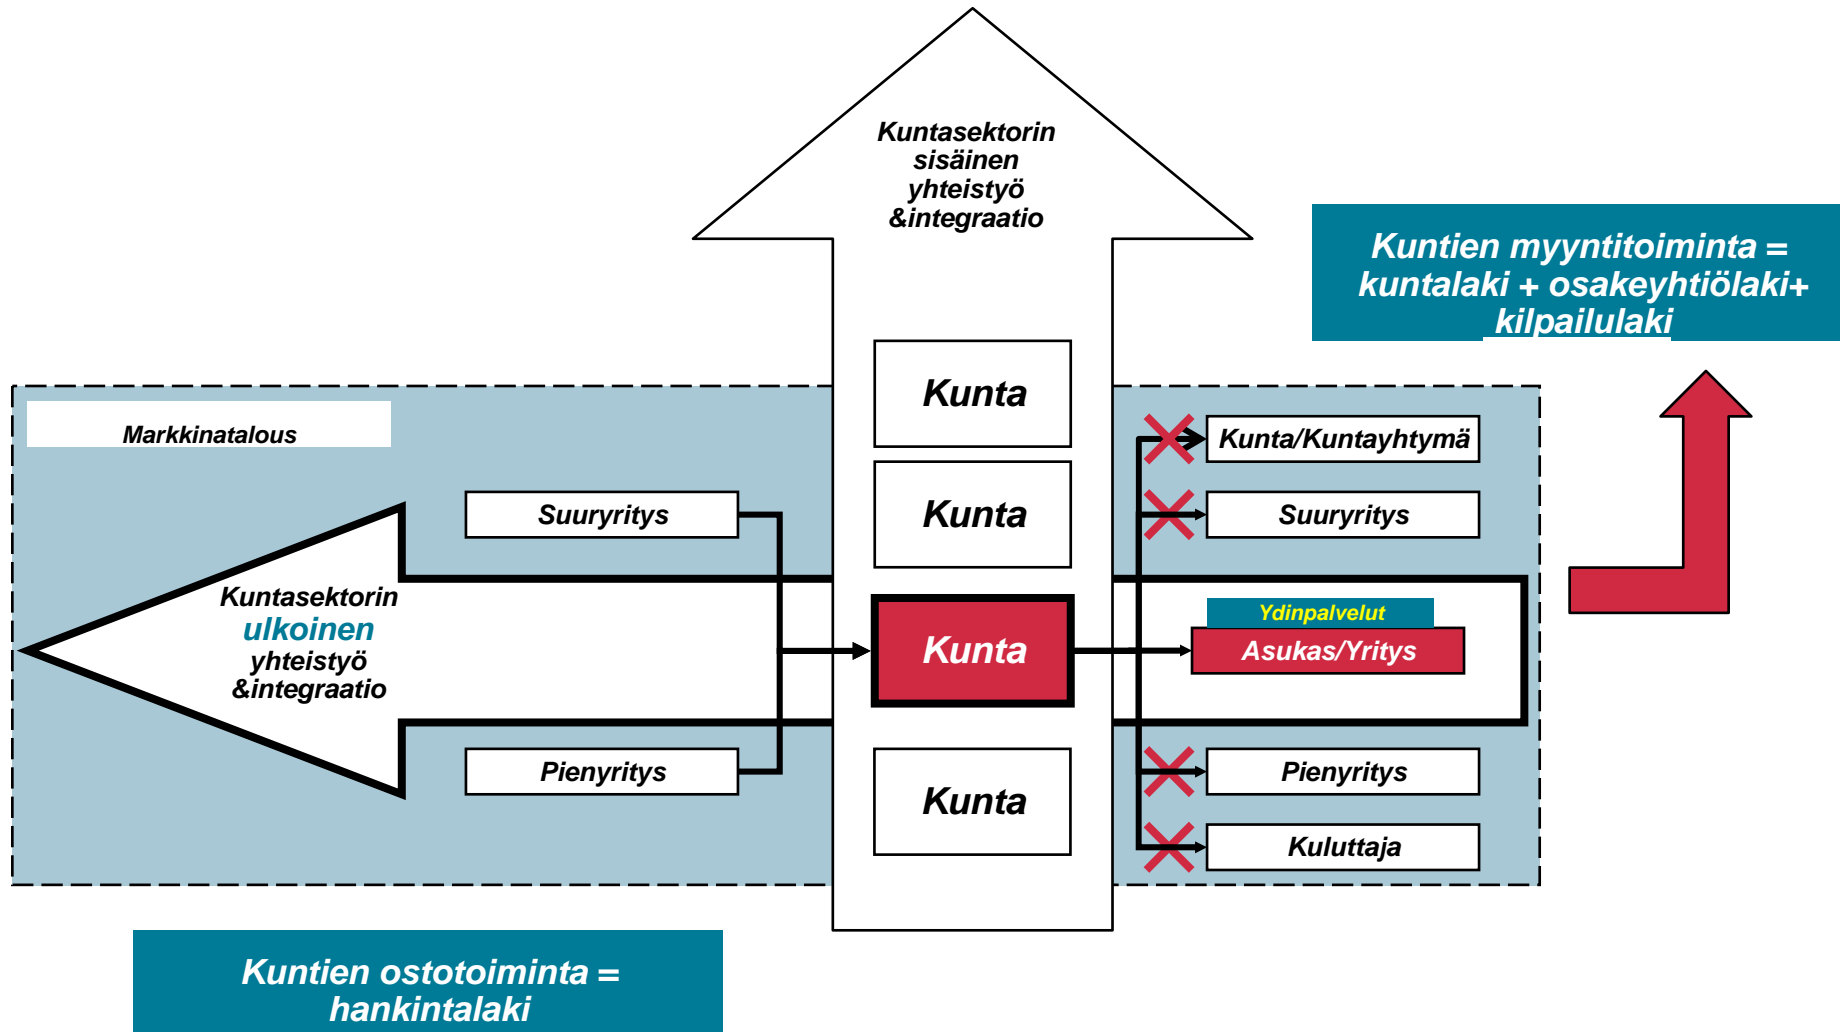 Kuntasektorin
sisäinen
yhteistyö
&integraatio
Kuntien myyntitoiminta =
kuntalaki + osakeyhtiölaki+
kilpailulaki
Markkinatalous
Kunta
Kunta/Kuntayhtymä
Suuryritys
Kunta
Suuryritys
Kuntasektorin
ulkoinen
yhteistyö
&integraatio
Kunta
Ydinpalvelut
Asukas/Yritys
Pienyritys
Kunta
Pienyritys
Kuluttaja
Kuntien ostotoiminta =
hankintalaki